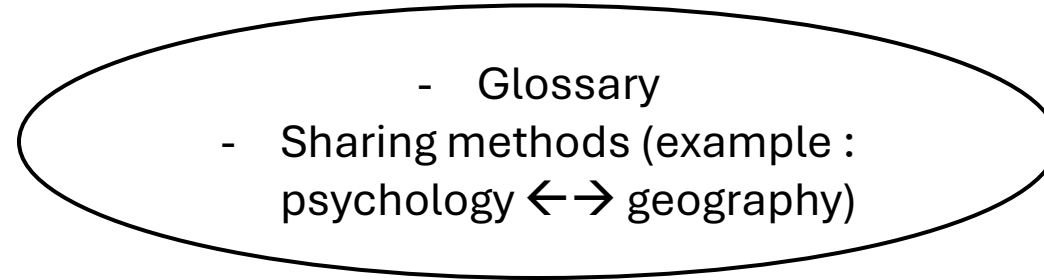 - Glossary
- Sharing methods (example :
psychology ←→ geography)